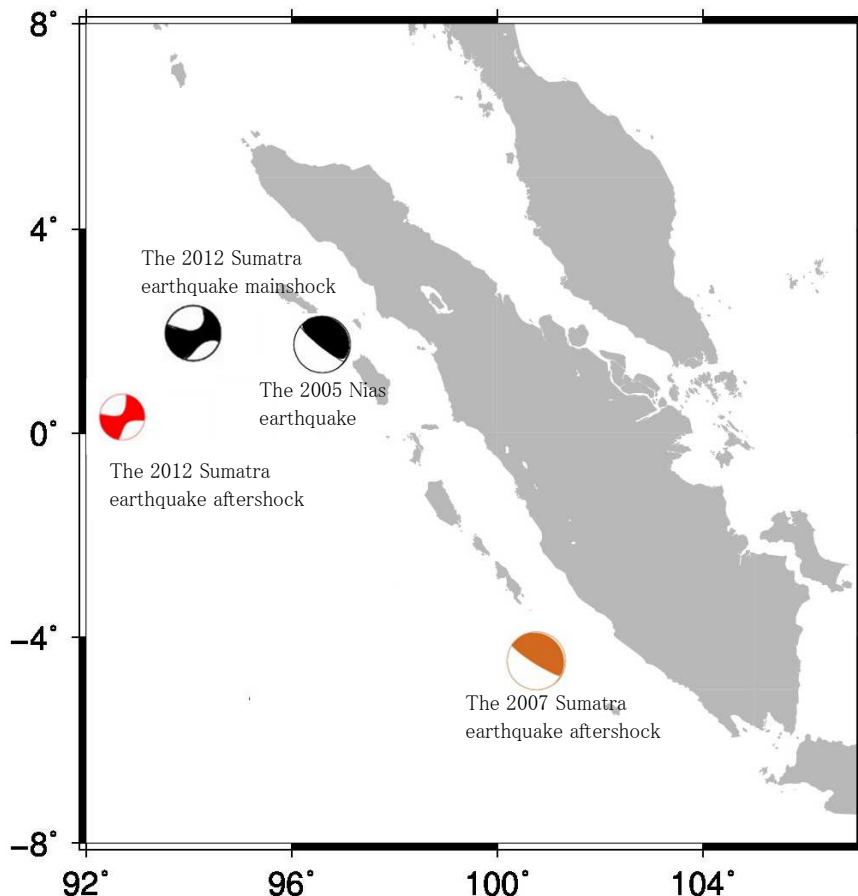 8°
The 2012 Sumatra
earthquake mainshock
4°
The 2005 Nias
earthquake
0°
The 2012 Sumatra
earthquake aftershock
−4°
The 2007 Sumatra
earthquake aftershock
−8°
92° 96° 100° 104°